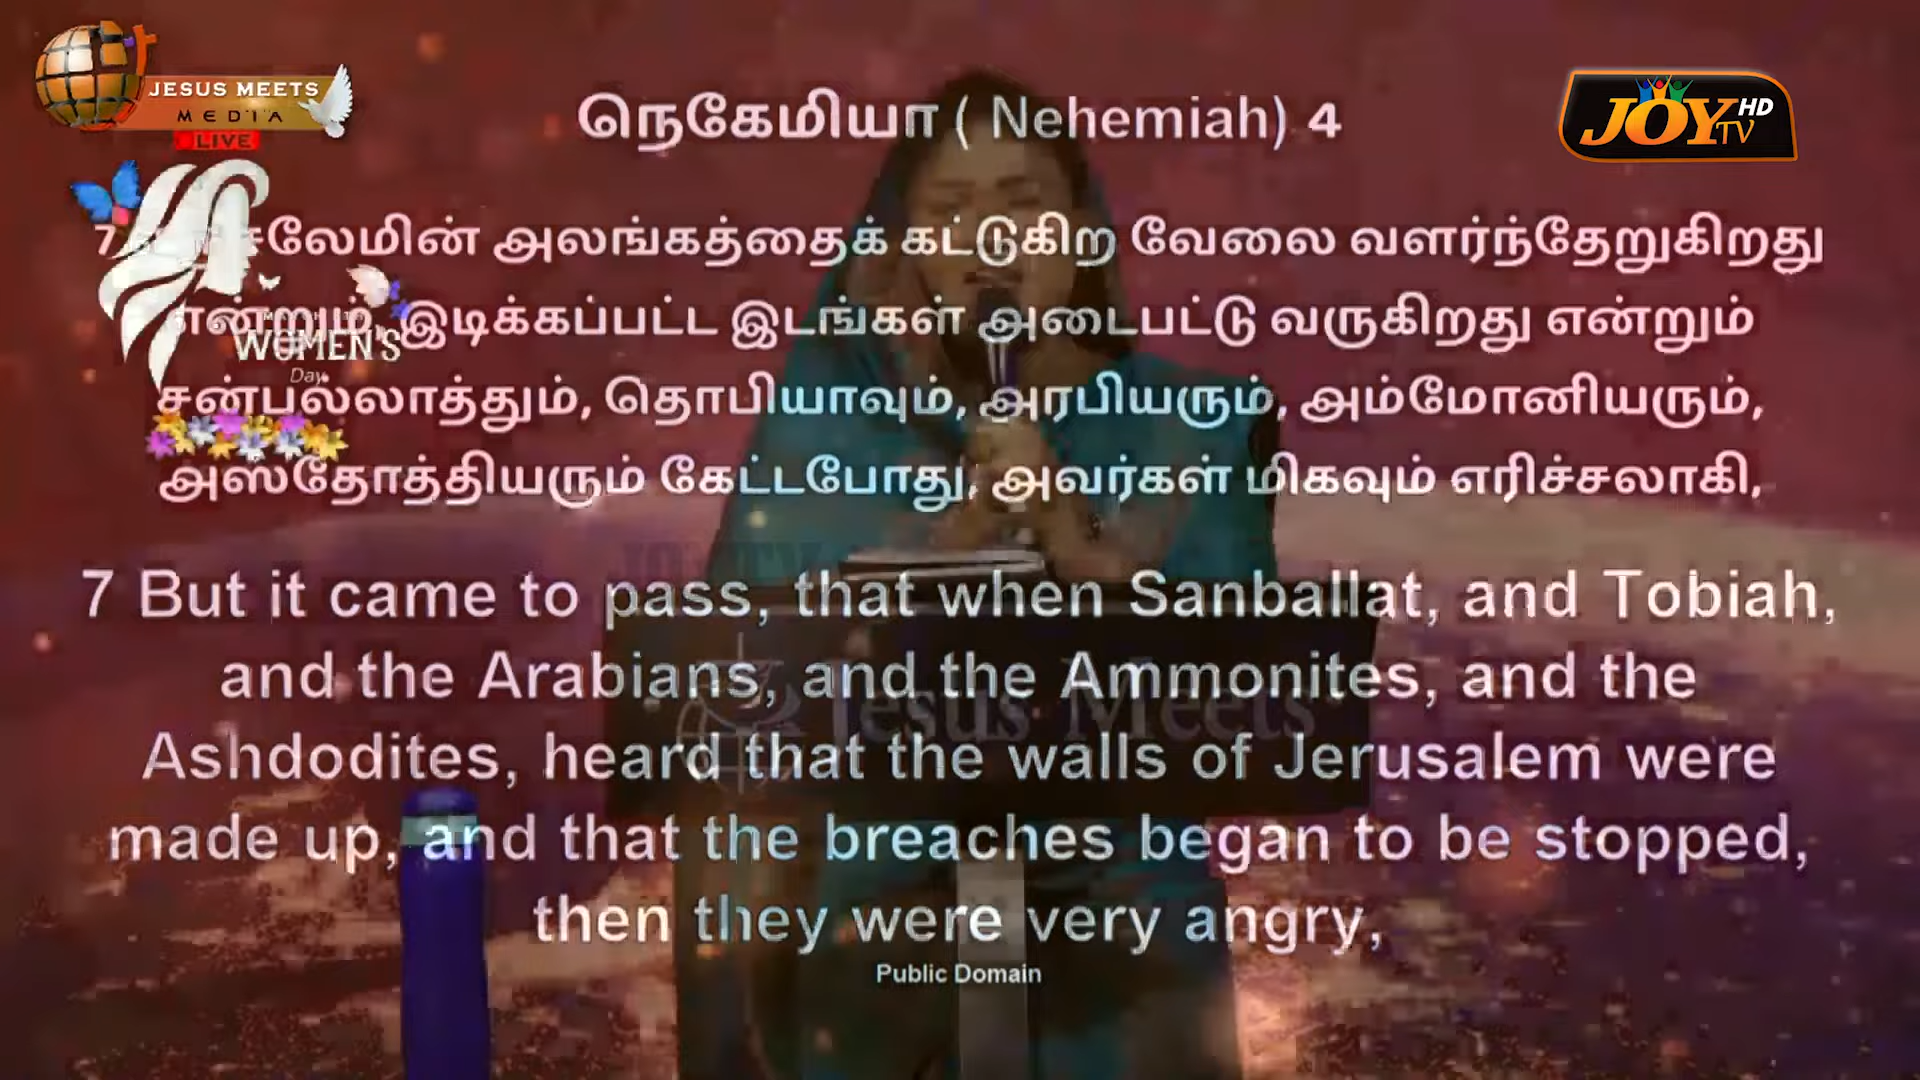 JESUS MEETS
MEDIA
LIVE
JOY TV HD
நெகேமியா ( Nehemiah) 4
7 சலேமின் அலங்கத்தைக் கட்டுகிற வேலை வளர்ந்தேறுகிறது
என்றும், இடிக்கப்பட்ட இடங்கள் அடைபட்டு வருகிறது என்றும்
சன்பல்லாத்தும், தொபியாவும், அரபியரும், அம்மோனியரும்,
அஸ்தோத்தியரும் கேட்டபோது, அவர்கள் மிகவும் எரிச்சலாகி,
WOMEN'S
Day
7 But it came to pass, that when Sanballat, and Tobiah,
and the Arabians, and the Ammonites, and the
Ashdodites, heard that the walls of Jerusalem were
made up, and that the breaches began to be stopped,
then they were very angry,
Public Domain
Jesus Meets